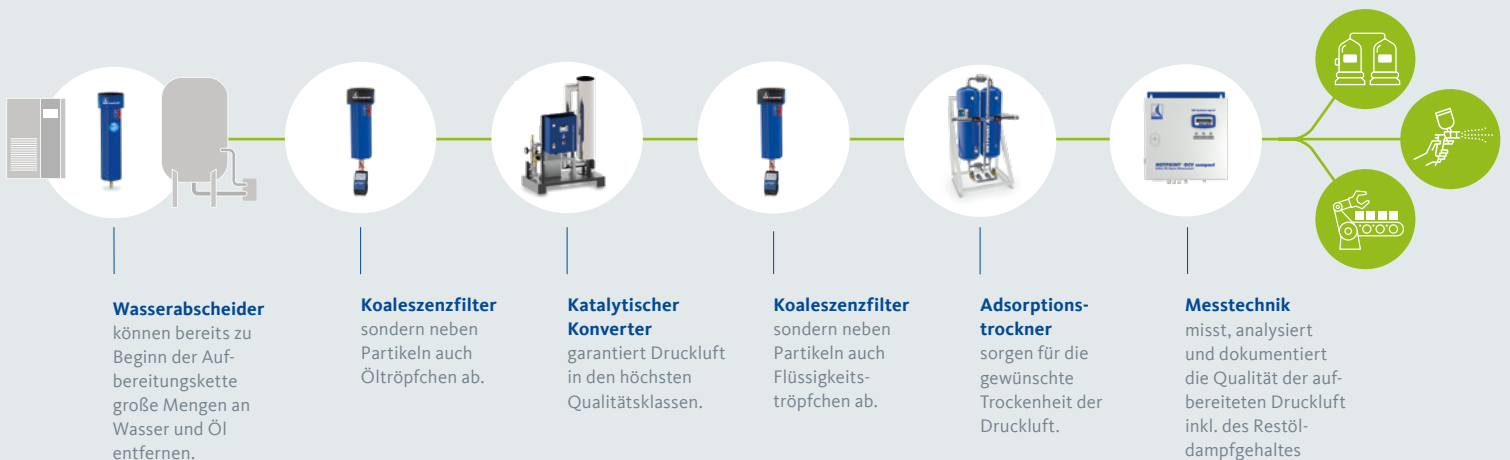 Wasserabscheider
können bereits zu
Beginn der Auf-
bereitungskette
große Mengen an
Wasser und Öl
entfernen.
Koaleszenzfilter
sondern neben
Partikeln auch
Öltröpfchen ab.
Katalytischer
Konverter
garantiert Druckluft
in den höchsten
Qualitätsklassen.
Koaleszenzfilter
sondern neben
Partikeln auch
Flüssigkeits-
tröpfchen ab.
Adsorptions-
trockner
sorgen für die
gewünschte
Trockenheit der
Druckluft.
METPOINT OCV compact
Messtechnik
misst, analysiert
und dokumentiert
die Qualität der auf-
bereiteten Druckluft
inkl. des Restöl-
dampfgehaltes